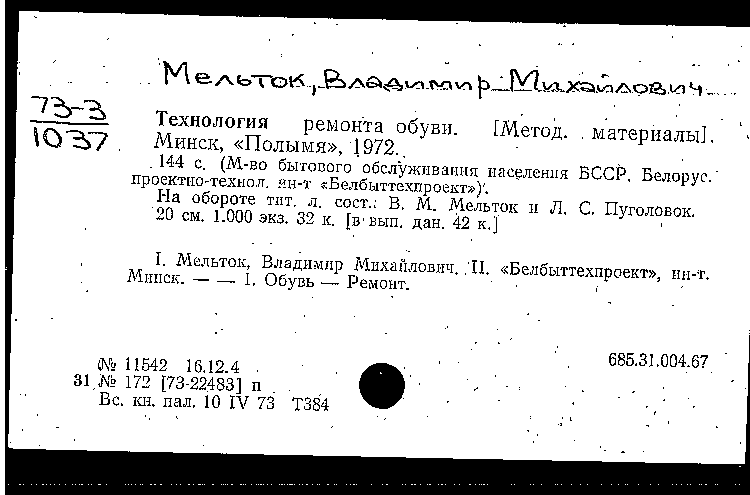 Мельток, Владимир Михайлович
73-3
1037
Технология ремонта обуви. [Метод. материалы].
Минск, «Полымя», 1972.
144 с. (М-во бытового обслуживания населения БССР. Белорус.
проектно-технол. ин-т «Белбыттехпроект»).
На обороте тит. л. сост.: В. М. Мельток и Л. С. Пуголовок.
20 см. 1.000 экз. 32 к. [в вып. дан. 42 к.]
I. Мельток, Владимир Михайлович. II. «Белбыттехпроект», ин-т.
Минск. — — 1. Обувь — Ремонт.
685.31.004.67
№ 11542 16.12.4
31 № 172 [73-22483] п
Вс. кн. пал. 10 IV 73 Т384